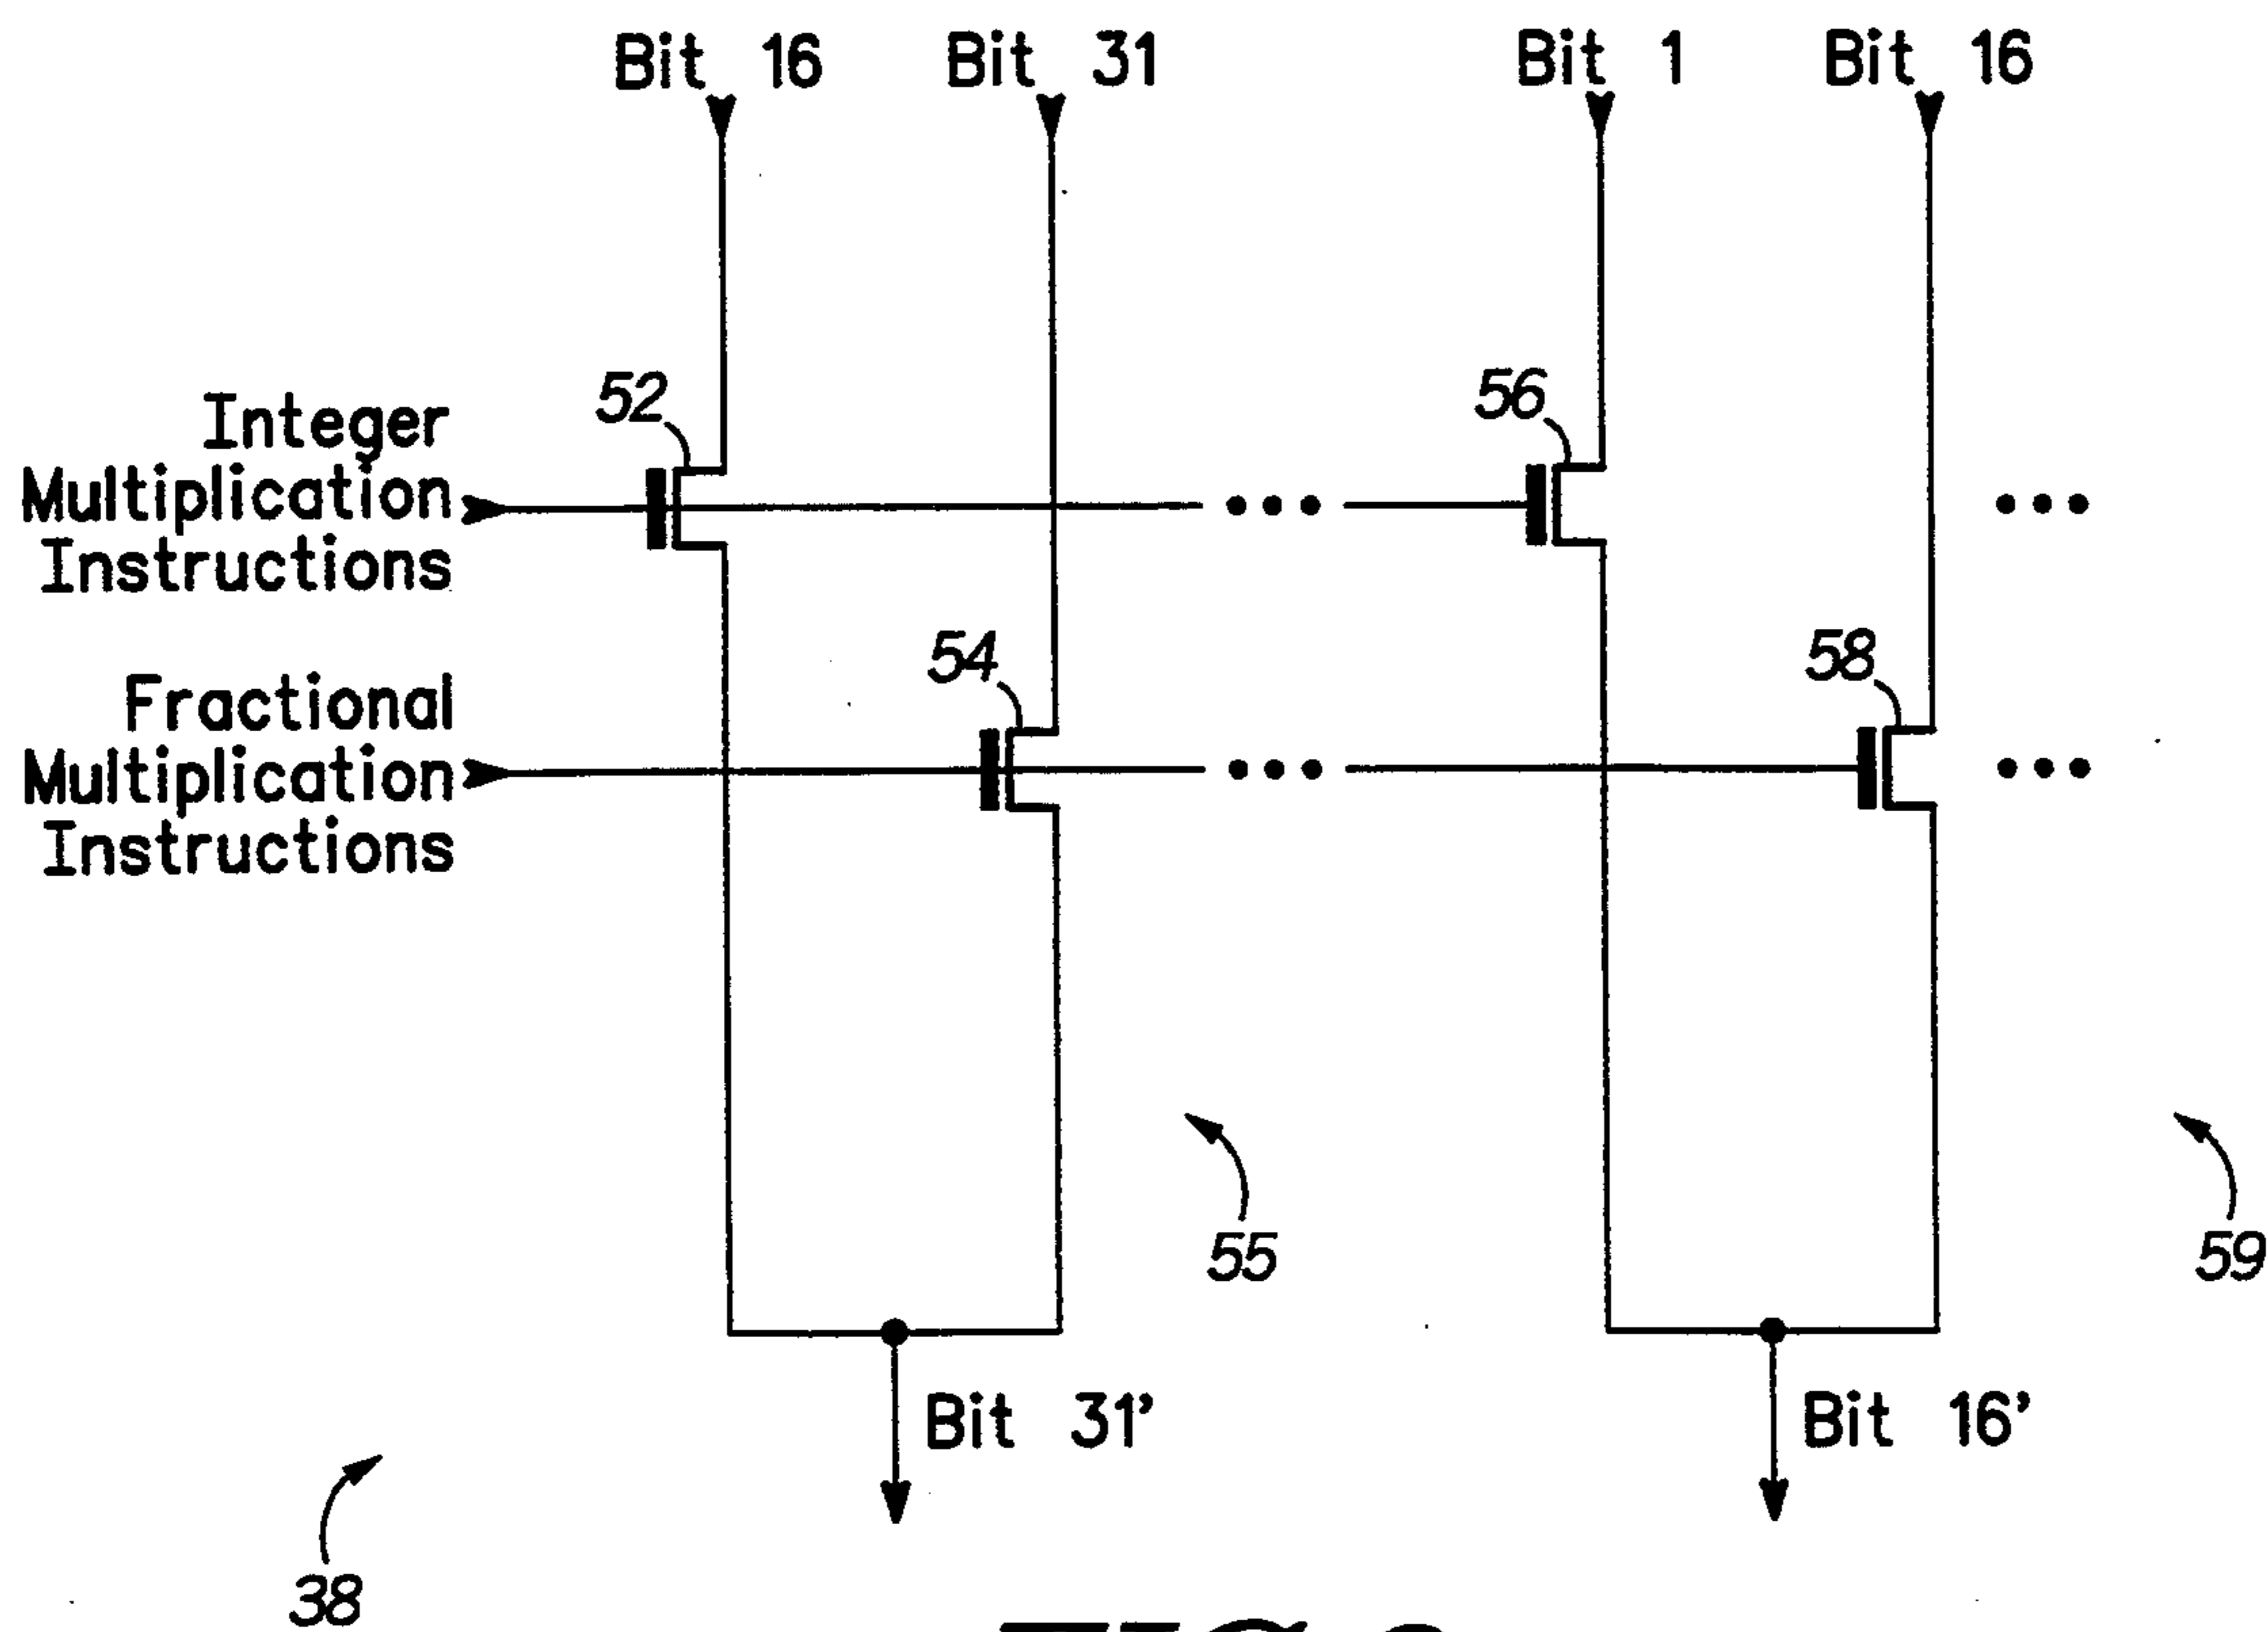 Bit 16 Bit 31 Bit 1 Bit 16
52 56
Integer
Multiplication
Instructions
54 58
Fractional
Multiplication
Instructions
55 59
Bit 31' Bit 16'
38